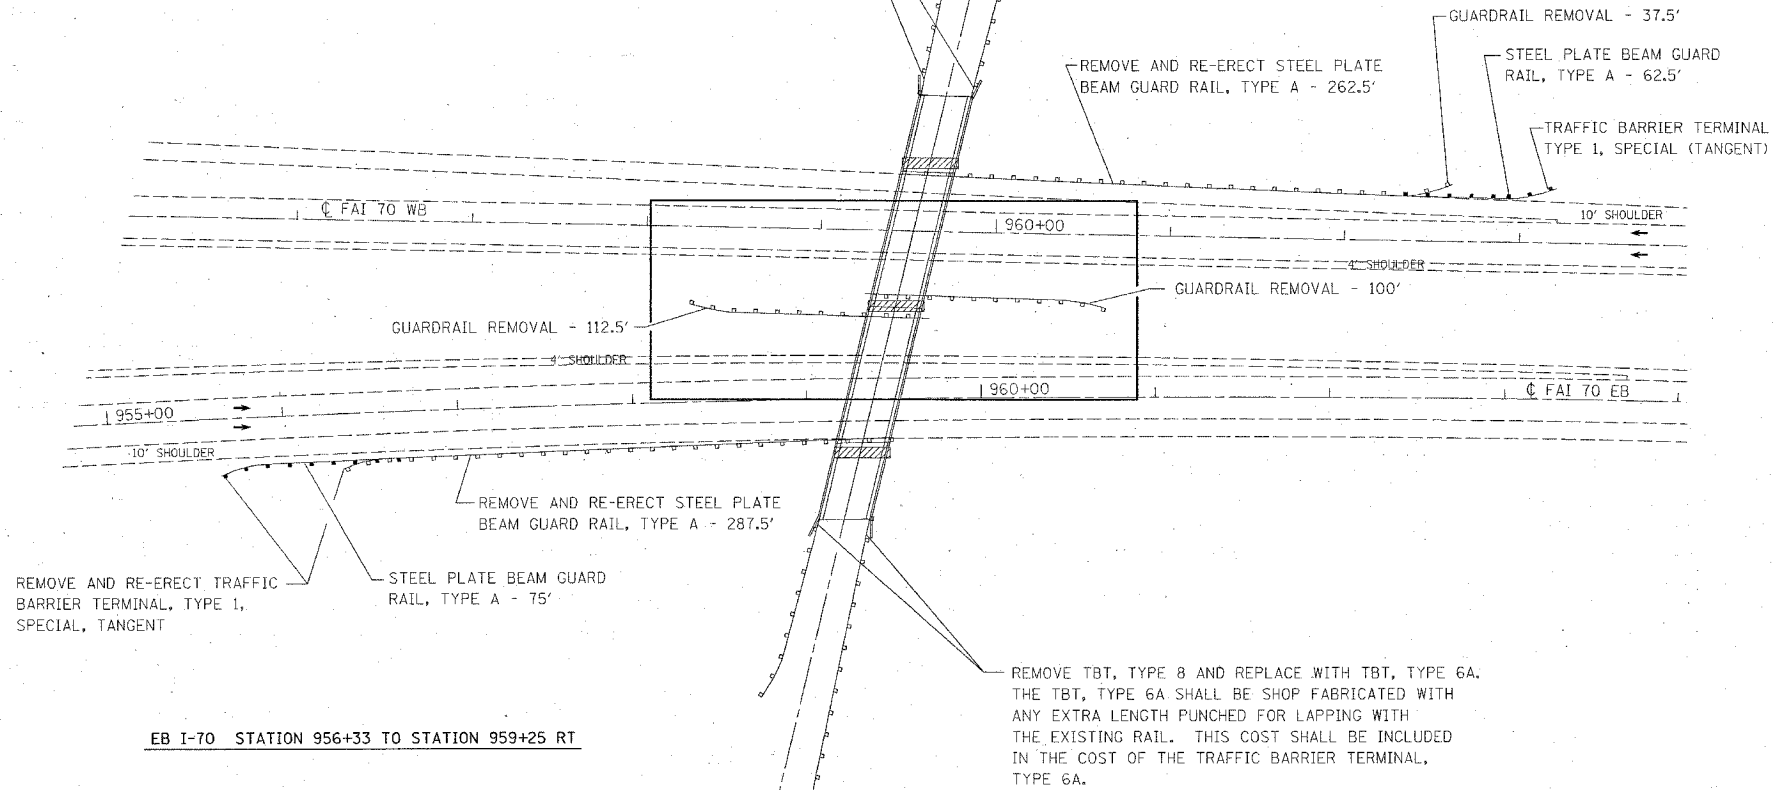 GUARDRAIL REMOVAL - 37.5'
STEEL PLATE BEAM GUARD
RAIL, TYPE A - 62.5'
REMOVE AND RE-ERECT STEEL PLATE
BEAM GUARD RAIL, TYPE A - 262.5'
TRAFFIC BARRIER TERMINAL
TYPE 1, SPECIAL (TANGENT)
℄ FAI 70 WB
960+00
10' SHOULDER
4' SHOULDER
GUARDRAIL REMOVAL - 100'
GUARDRAIL REMOVAL - 112.5'
4' SHOULDER
960+00
℄ FAI 70 EB
955+00
10' SHOULDER
REMOVE AND RE-ERECT STEEL PLATE
BEAM GUARD RAIL, TYPE A - 287.5'
REMOVE AND RE-ERECT TRAFFIC
BARRIER TERMINAL, TYPE 1,
SPECIAL, TANGENT
STEEL PLATE BEAM GUARD
RAIL, TYPE A - 75'
REMOVE TBT, TYPE 8 AND REPLACE WITH TBT, TYPE 6A.
THE TBT, TYPE 6A SHALL BE SHOP FABRICATED WITH
ANY EXTRA LENGTH PUNCHED FOR LAPPING WITH
THE EXISTING RAIL. THIS COST SHALL BE INCLUDED
IN THE COST OF THE TRAFFIC BARRIER TERMINAL,
TYPE 6A.
EB I-70 STATION 956+33 TO STATION 959+25 RT